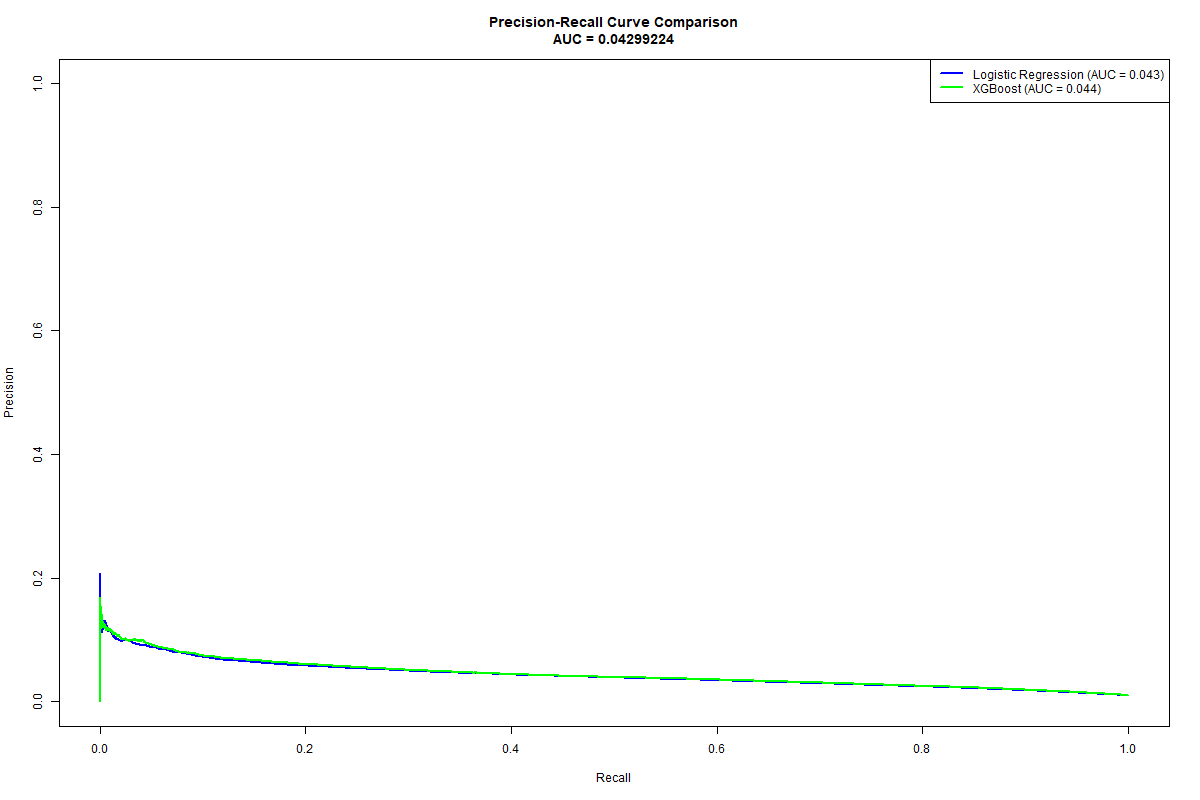 Precision-Recall Curve Comparison
AUC = 0.04299224
Logistic Regression (AUC = 0.043)
XGBoost (AUC = 0.044)
Precision
1.0
0.8
0.6
0.4
0.2
0.0
0.0 0.2 0.4 0.6 0.8 1.0
Recall